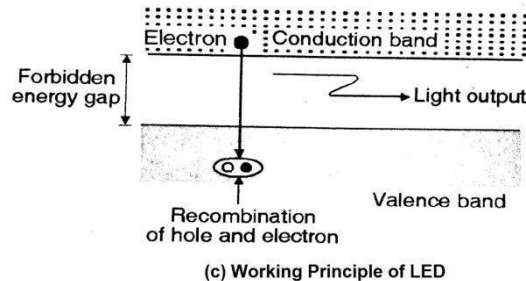 Electron Conduction band
Forbidden
energy gap
Light output
Valence band
Recombination
of hole and electron
(c) Working Principle of LED